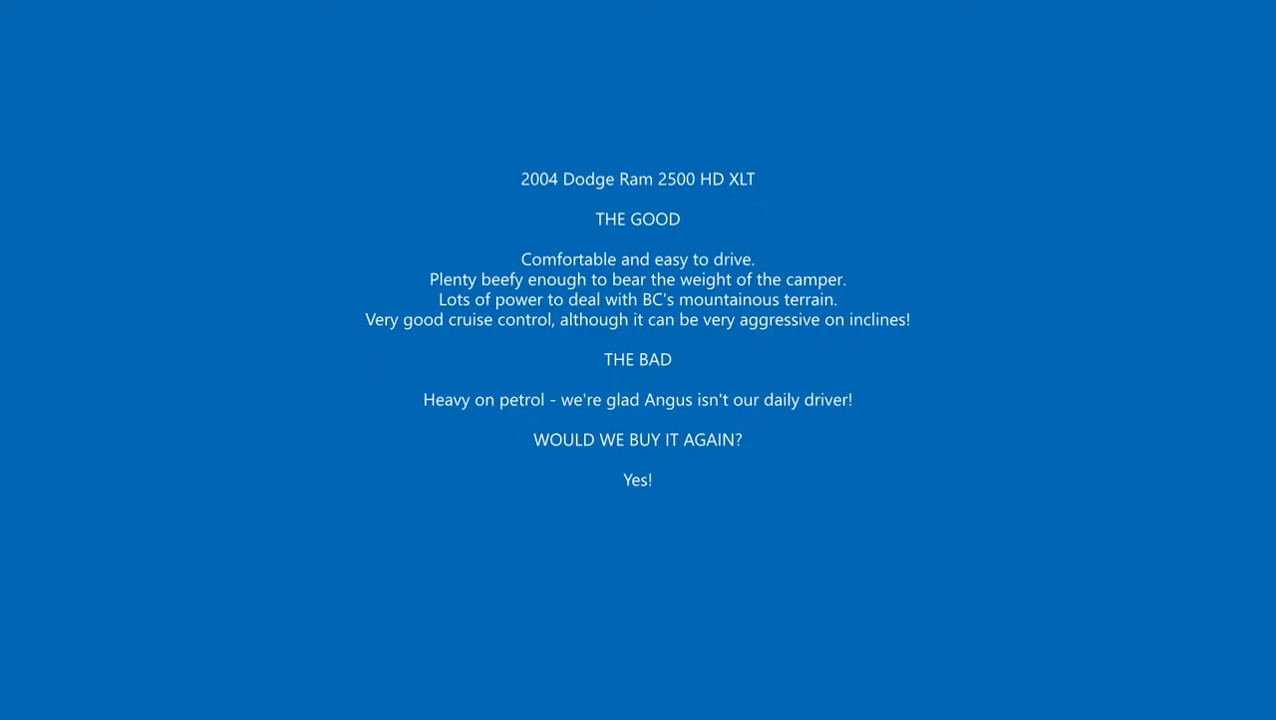 2004 Dodge Ram 2500 HD XLT
THE GOOD
Comfortable and easy to drive.
Plenty beefy enough to bear the weight of the camper.
Lots of power to deal with BC's mountainous terrain.
Very good cruise control, although it can be very aggressive on inclines!
THE BAD
Heavy on petrol - we're glad Angus isn't our daily driver!
WOULD WE BUY IT AGAIN?
Yes!